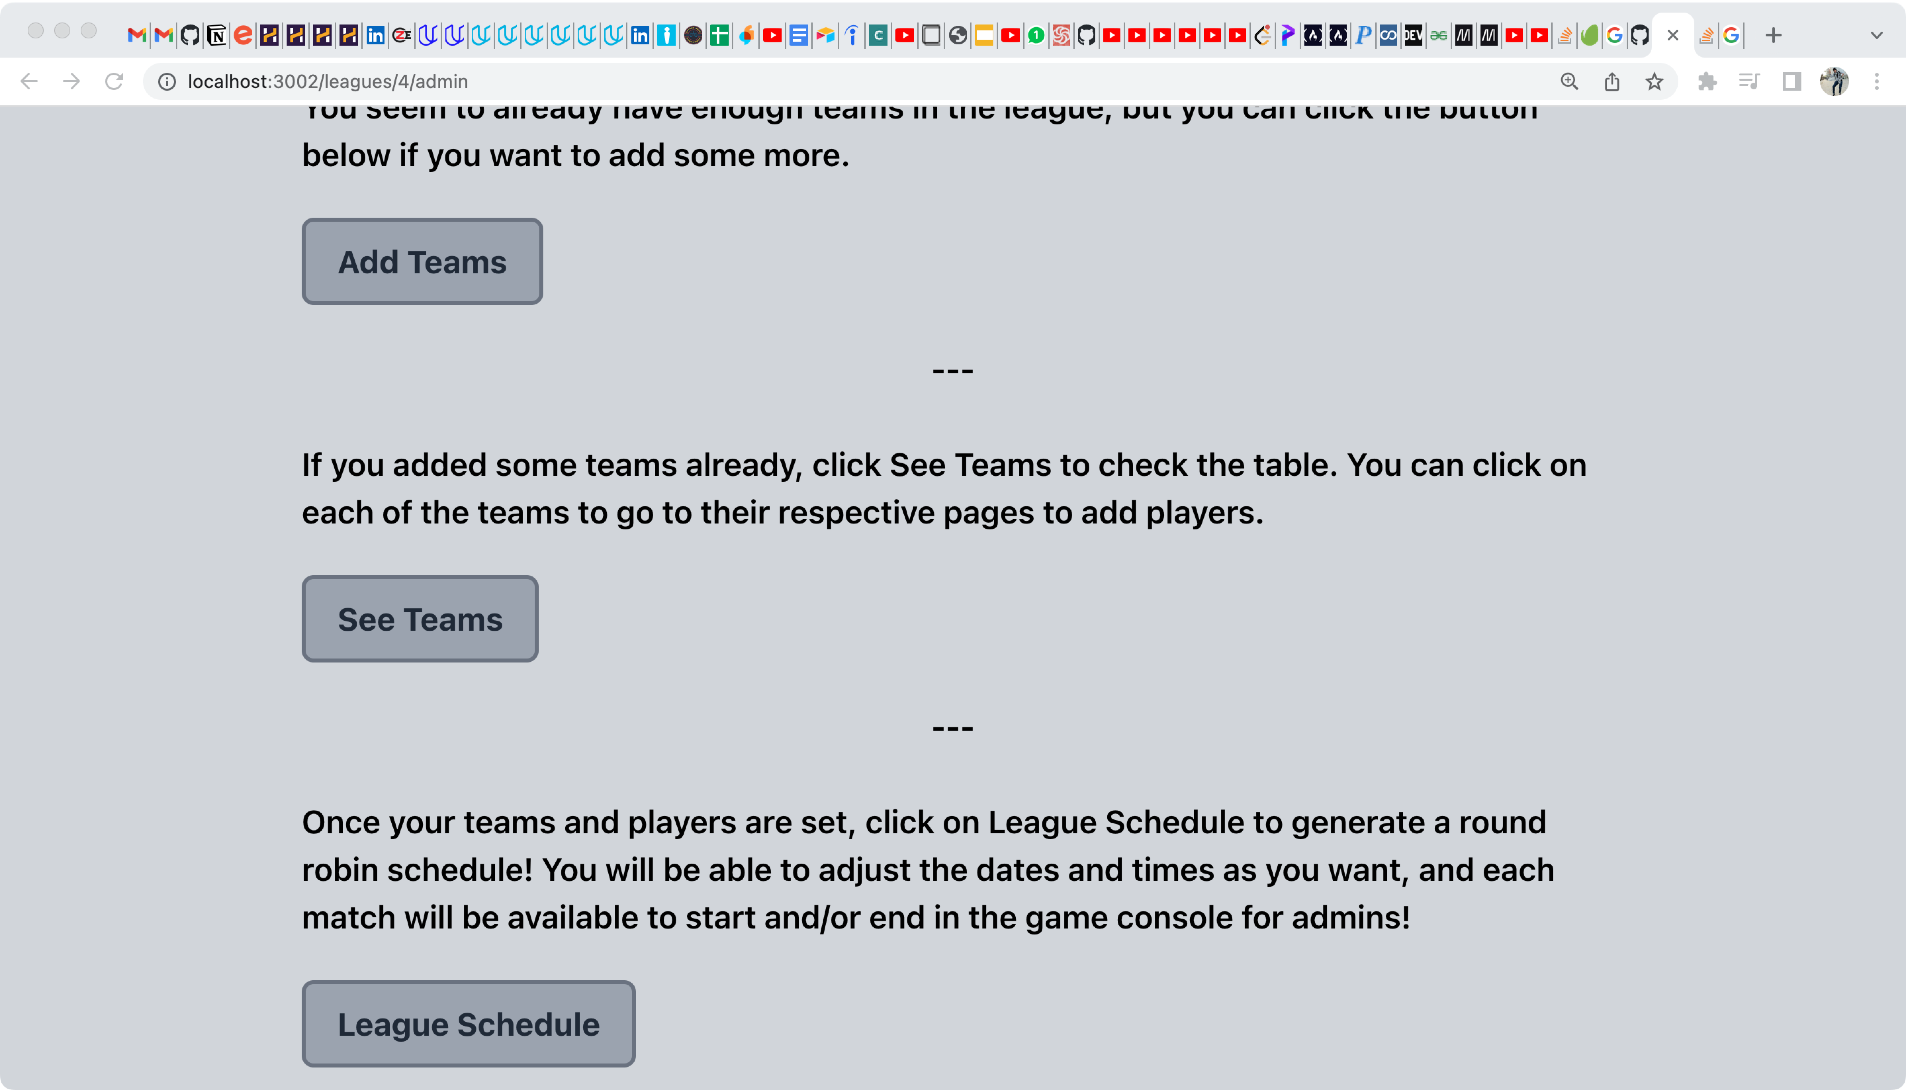 localhost:3002/leagues/4/admin
You seem to already have enough teams in the league, but you can click the button
below if you want to add some more.
Add Teams
---
If you added some teams already, click See Teams to check the table. You can click on
each of the teams to go to their respective pages to add players.
See Teams
---
Once your teams and players are set, click on League Schedule to generate a round
robin schedule! You will be able to adjust the dates and times as you want, and each
match will be available to start and/or end in the game console for admins!
League Schedule